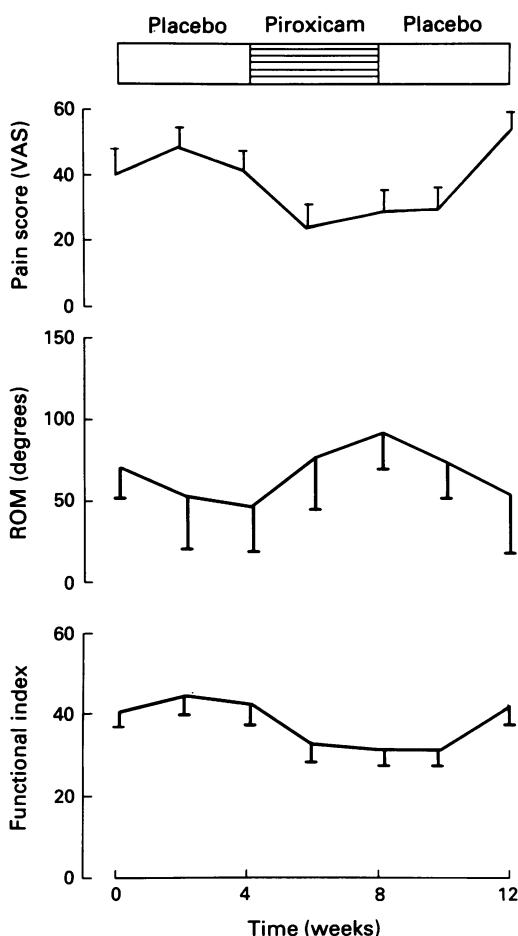 Placebo Piroxicam Placebo
Pain score (VAS)
60
40
20
0
ROM (degrees)
150
100
50
0
Functional index
60
40
20
0
0 4 8 12
Time (weeks)